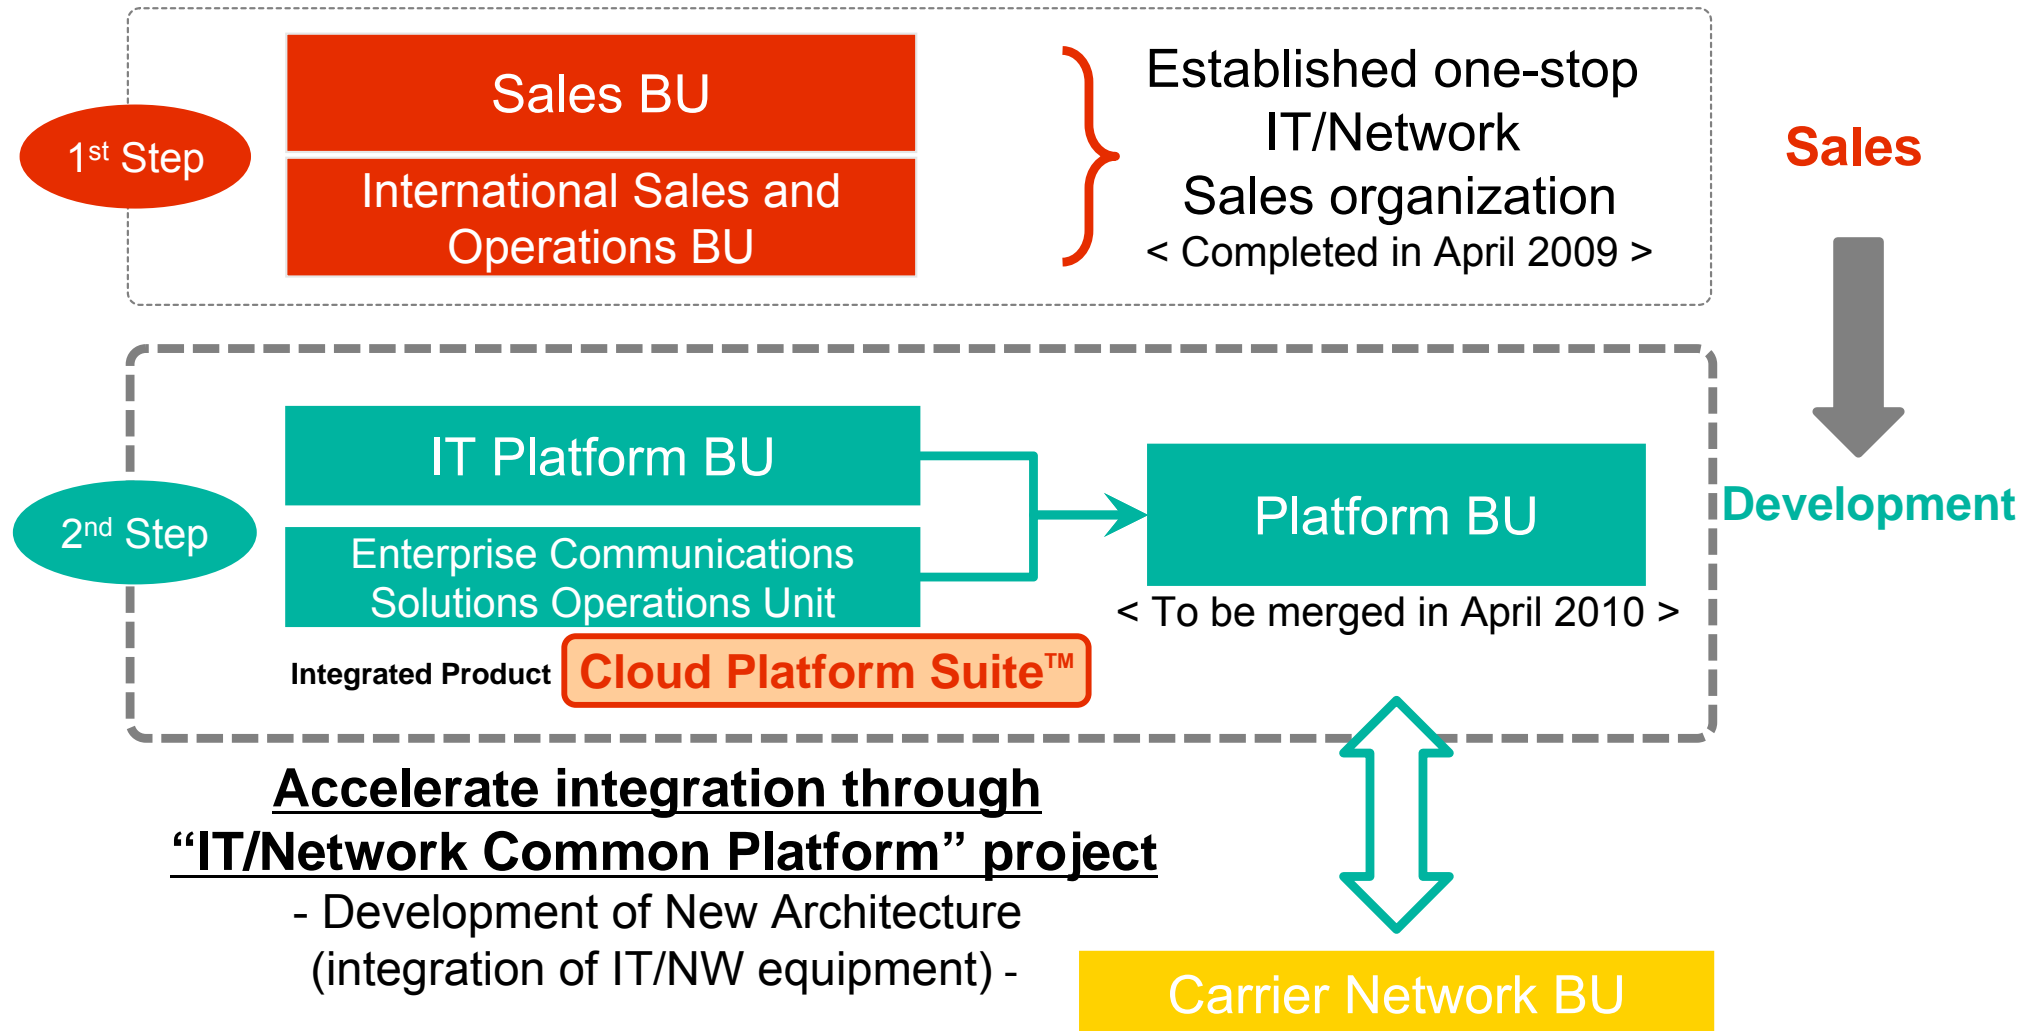 1st Step
Sales BU
International Sales and
Operations BU
Established one-stop
IT/Network
Sales organization
< Completed in April 2009 >
Sales
2nd Step
IT Platform BU
Enterprise Communications
Solutions Operations Unit
Platform BU
< To be merged in April 2010 >
Development
Integrated Product
Cloud Platform Suite™
Accelerate integration through
“IT/Network Common Platform” project
- Development of New Architecture
(integration of IT/NW equipment) -
Carrier Network BU